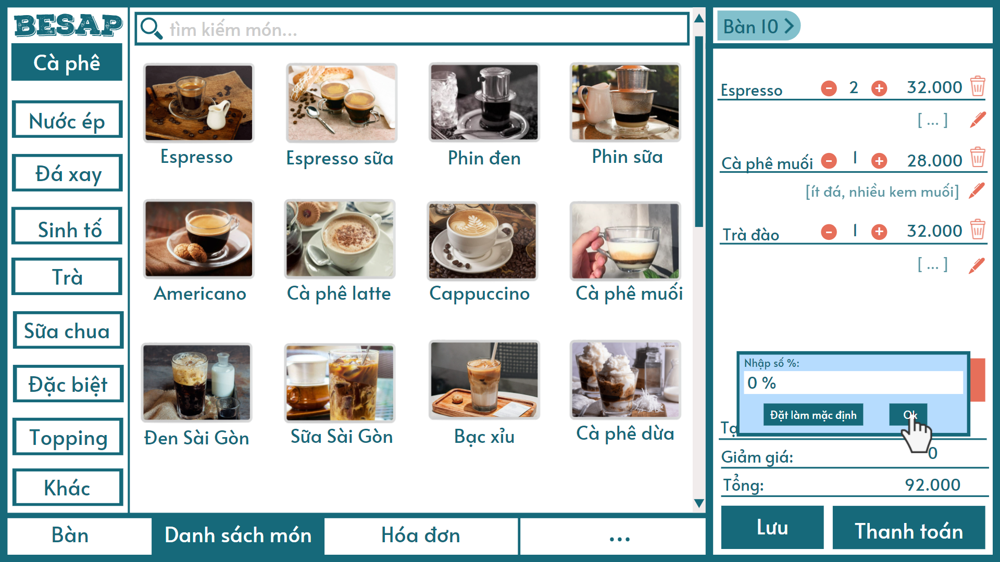 BESAP
Cà phê
Nước ép
Đá xay
Sinh tố
Trà
Sữa chua
Đặc biệt
Topping
Khác
tìm kiếm món...
Espresso
Espresso sữa
Phin đen
Phin sữa
Americano
Cà phê latte
Cappuccino
Cà phê muối
Đen Sài Gòn
Sữa Sài Gòn
Bạc xỉu
Cà phê dừa
Bàn
Danh sách món
Hóa đơn
...
Bàn 10
Espresso - 2 + 32.000
[ ... ]
Cà phê muối - 1 + 28.000
[ít đá, nhiều kem muối]
Trà đào - 1 + 32.000
[ ... ]
Nhập số %:
0 %
Đặt làm mặc định
Ok
Tạ
Giảm giá: 0
Tổng: 92.000
Lưu
Thanh toán